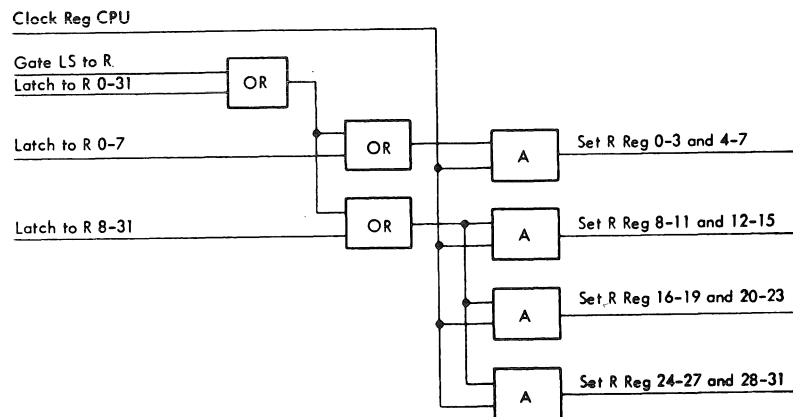 Clock Reg CPU
Gate LS to R
Latch to R 0-31
OR
Latch to R 0-7
OR
A
Set R Reg 0-3 and 4-7
Latch to R 8-31
OR
A
Set R Reg 8-11 and 12-15
A
Set R Reg 16-19 and 20-23
A
Set R Reg 24-27 and 28-31